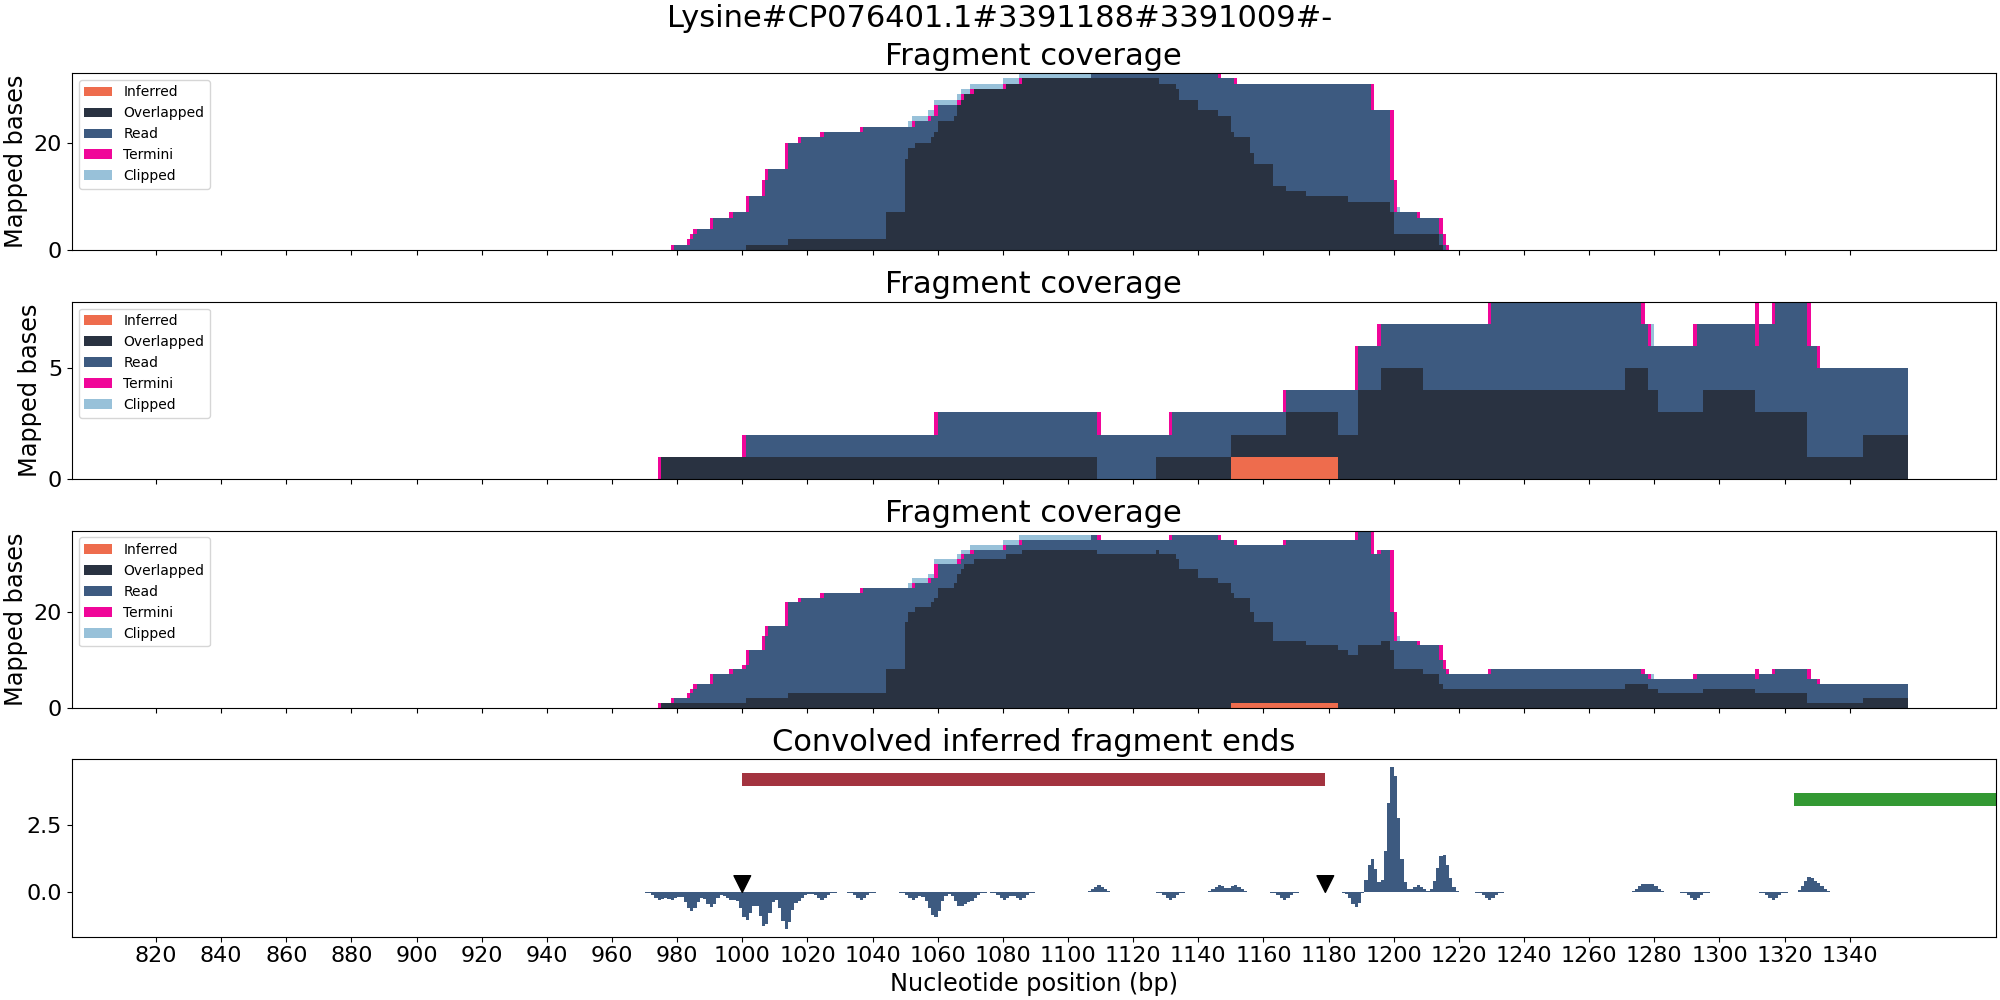 Lysine#CP076401.1#3391188#3391009#-
Fragment coverage
Mapped bases
20
0
Inferred
Overlapped
Read
Termini
Clipped
Fragment coverage
Mapped bases
5
0
Inferred
Overlapped
Read
Termini
Clipped
Fragment coverage
Mapped bases
20
0
Inferred
Overlapped
Read
Termini
Clipped
Convolved inferred fragment ends
2.5
0.0
820 840 860 880 900 920 940 960 980 1000 1020 1040 1060 1080 1100 1120 1140 1160 1180 1200 1220 1240 1260 1280 1300 1320 1340
Nucleotide position (bp)